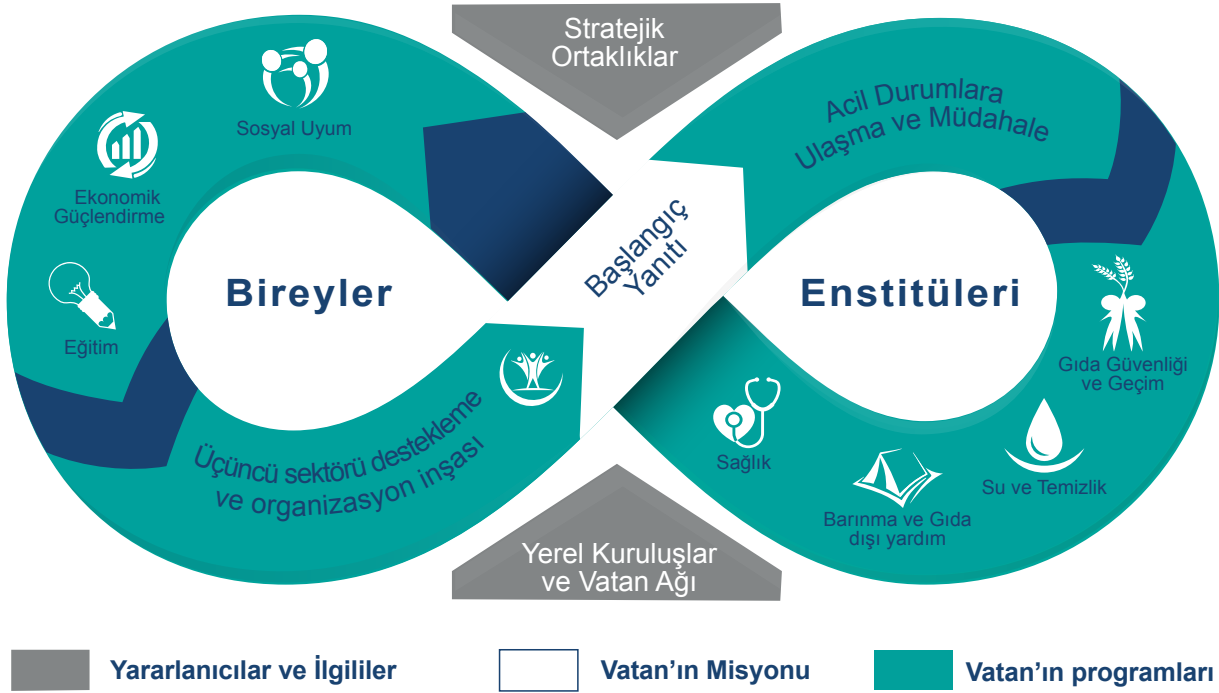 Stratejik
Ortaklıklar
Sosyal Uyum
Ekonomik
Güçlendirme
Eğitim
Bireyler
Üçüncü sektörü destekleme
ve organizasyon inşası
Başlangıç
Yanıtı
Acil Durumlara
Ulaşma ve Müdahale
Enstitüleri
Gıda Güvenliği
ve Geçim
Su ve Temizlik
Barınma ve Gıda
dışı yardım
Sağlık
Yerel Kuruluşlar
ve Vatan Ağı
Yararlanıcılar ve İlgililer
Vatan’ın Misyonu
Vatan’ın programları